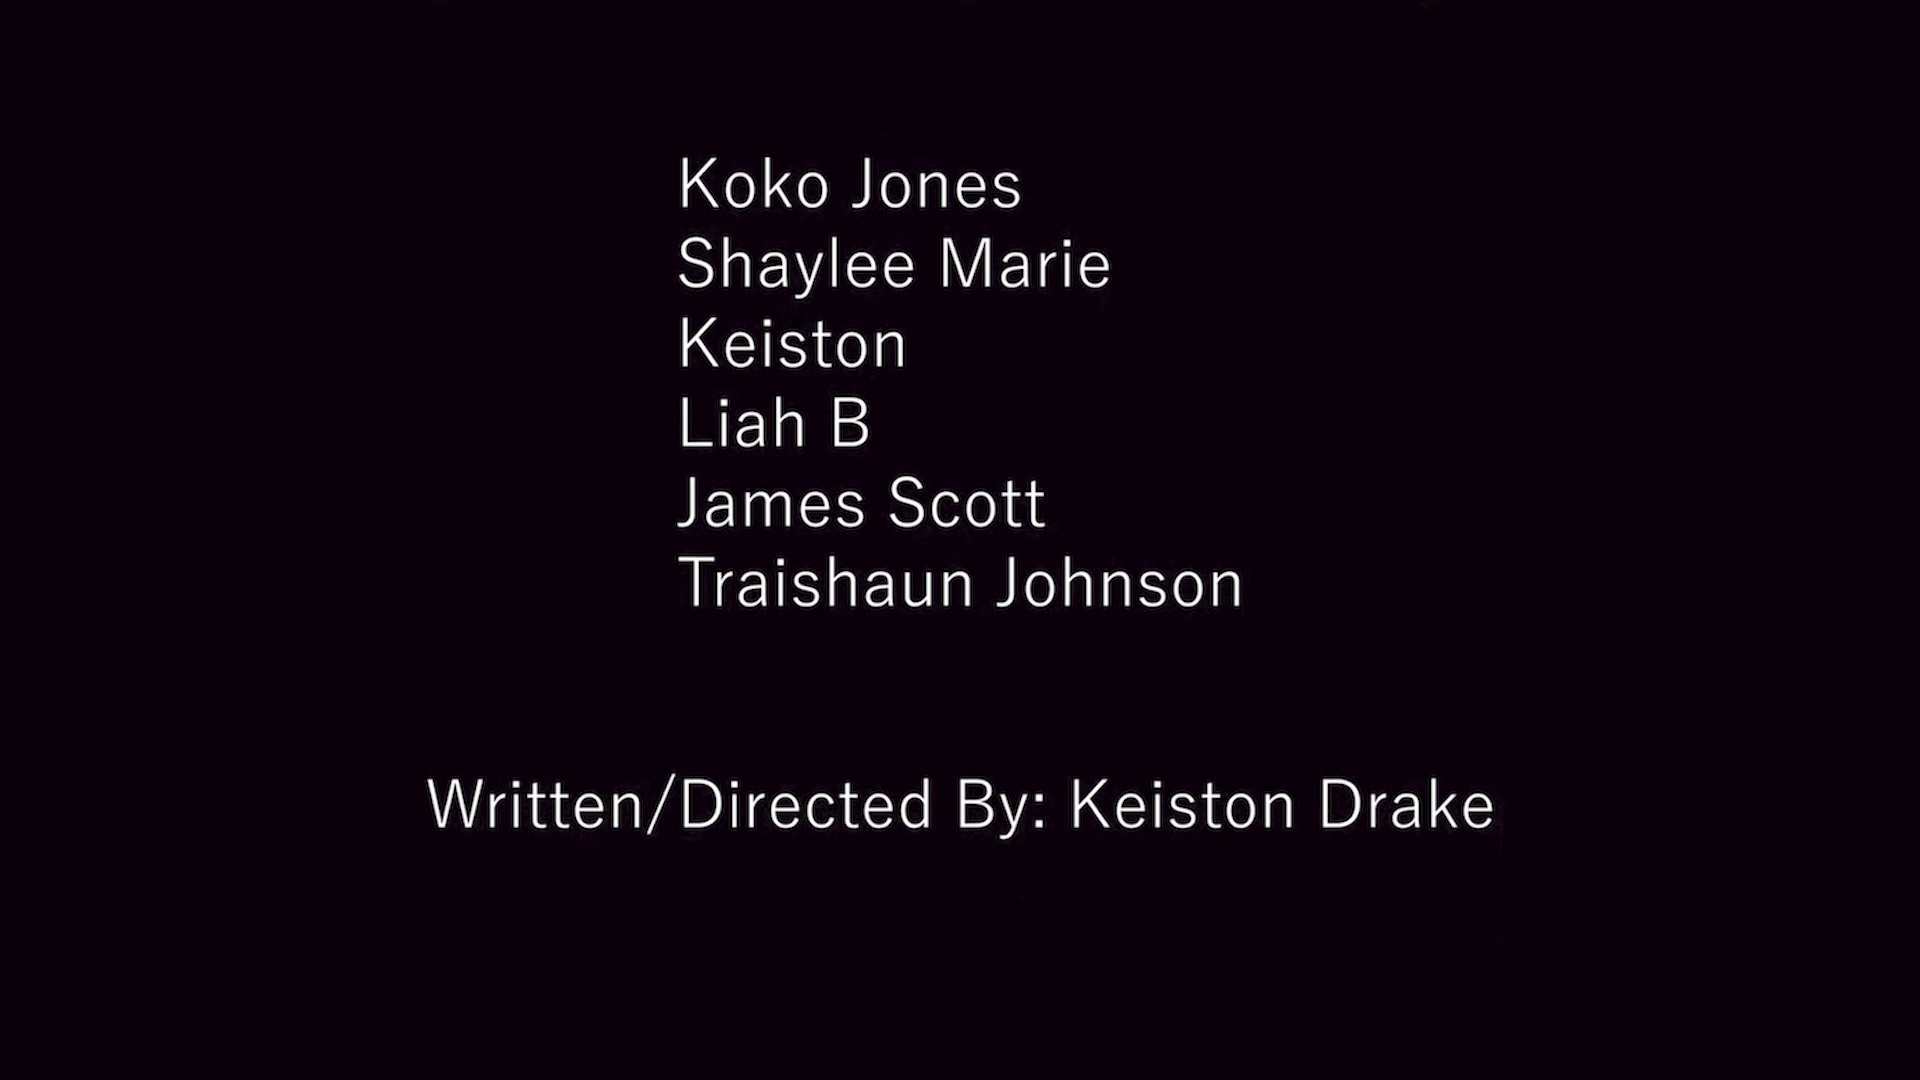 Koko Jones
Shaylee Marie
Keiston
Liah B
James Scott
Traishaun Johnson
Written/Directed By: Keiston Drake